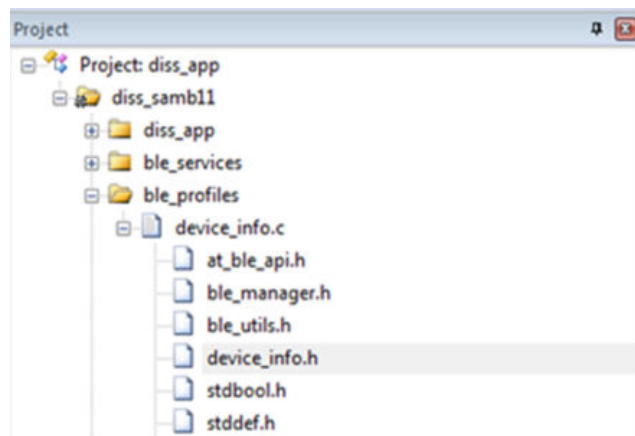 Project
Project: diss_app
diss_samb11
diss_app
ble_services
ble_profiles
device_info.c
at_ble_api.h
ble_manager.h
ble_utils.h
device_info.h
stdbool.h
stddef.h